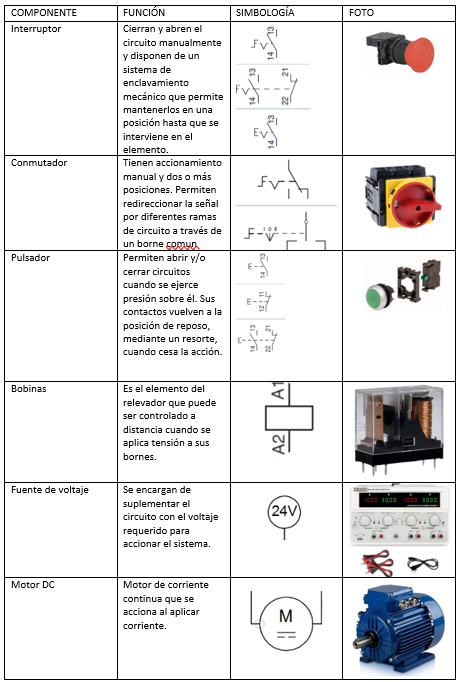 COMPONENTE FUNCIÓN SIMBOLOGÍA FOTO
Interruptor
Cierran y abren el
circuito manualmente
y disponen de un
sistema de
enclavamiento
mecánico que permite
mantenerlos en una
posición hasta que se
interviene en el
elemento.
13
F
14
13 21
F
14 22
13
E
14
Conmutador
Tienen accionamiento
manual y dos o más
posiciones. Permiten
redireccionar la señal
por diferentes ramas
de circuito a través de
un borne comun
1 0 II
Pulsador
Permiten abrir y/o
cerrar circuitos
cuando se ejerce
presión sobre él. Sus
contactos vuelven a la
posición de reposo,
mediante un resorte,
cuando cesa la acción.
13
E
14
11
E
12
13 21
E
14 22
Bobinas
Es el elemento del
relevador que puede
ser controlado a
distancia cuando se
aplica tensión a sus
bornes.
A1
A2
Fuente de voltaje
Se encargan de
suplementar el
circuito con el voltaje
requerido para
accionar el sistema.
24V
Motor DC
Motor de corriente
continua que se
acciona al aplicar
corriente.
M